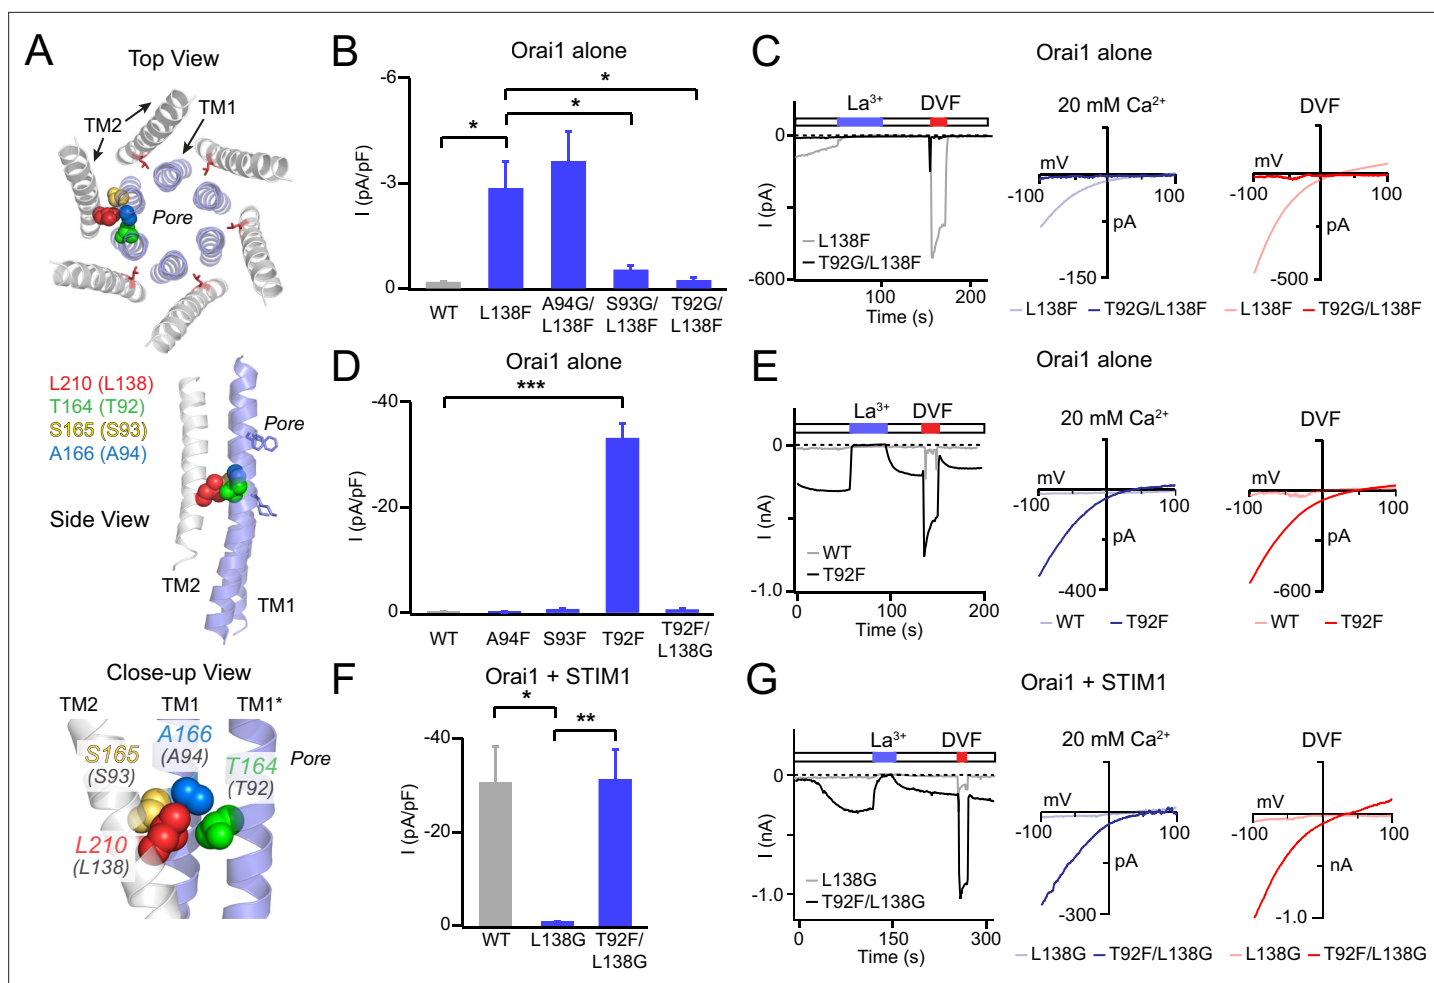 A
Top View
TM2
TM1
Pore
L210 (L138)
T164 (T92)
S165 (S93)
A166 (A94)
Pore
Side View
TM2
TM1
Close-up View
TM2
TM1
TM1*
A166
(A94)
S165
(S93)
T164
(T92)
Pore
L210
(L138)
B
Orai1 alone
-6
-3
0
I (pA/pF)
*
*
*
WT
L138F
A94G/
L138F
S93G/
L138F
T92G/
L138F
C
Orai1 alone
La³⁺
DVF
0
-600
I (pA)
L138F
T92G/L138F
0
100
200
Time (s)
20 mM Ca²⁺
mV
-100
100
pA
-150
L138F
T92G/L138F
DVF
mV
-100
100
pA
-500
L138F
T92G/L138F
D
Orai1 alone
-40
-20
0
I (pA/pF)
***
WT
A94F
S93F
T92F
T92F/
L138G
E
Orai1 alone
La³⁺
DVF
0
-1.0
I (nA)
WT
T92F
0
100
200
Time (s)
20 mM Ca²⁺
mV
-100
100
pA
-400
WT
T92F
DVF
mV
-100
100
pA
-600
WT
T92F
F
Orai1 + STIM1
-40
-20
0
I (pA/pF)
*
**
WT
L138G
T92F/
L138G
G
Orai1 + STIM1
La³⁺
DVF
0
-1.0
I (nA)
L138G
T92F/L138G
0
150
300
Time (s)
20 mM Ca²⁺
mV
-100
100
pA
-300
L138G
T92F/L138G
DVF
mV
-100
100
nA
-1.0
L138G
T92F/L138G